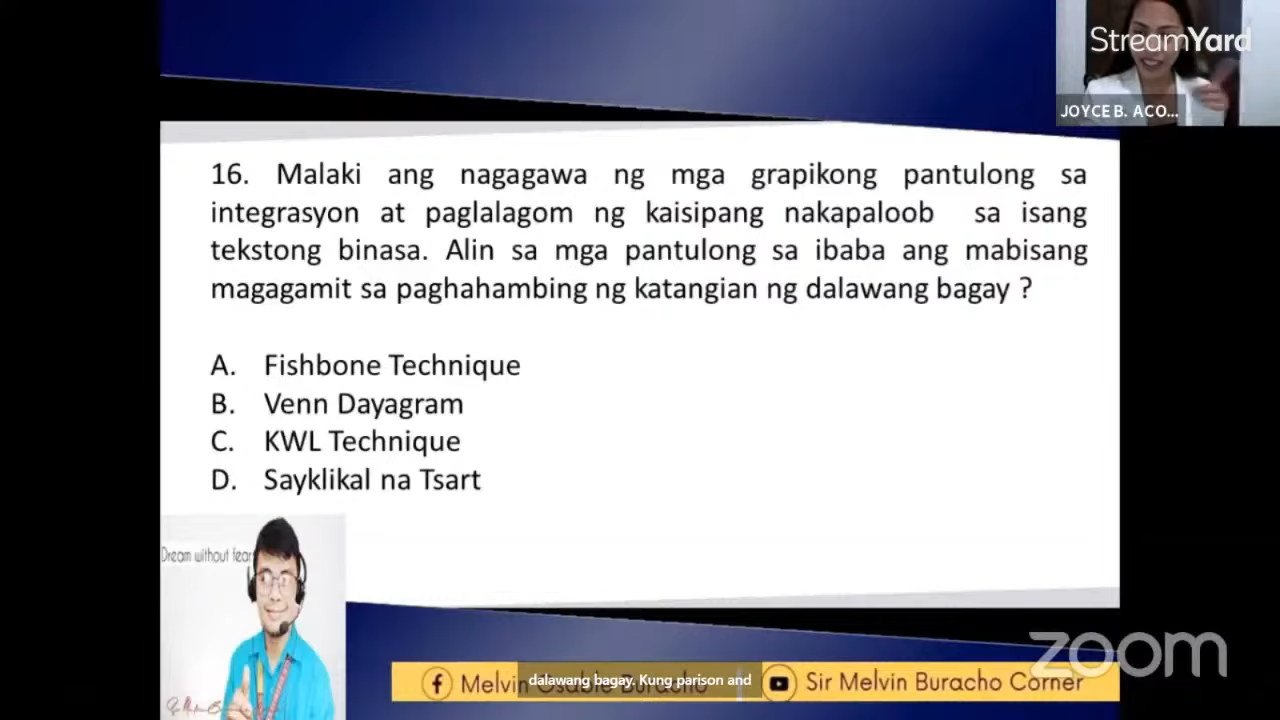 StreamYard
JOYCE B. ACO...
16. Malaki ang nagagawa ng mga grapikong pantulong sa
integrasyon at paglalagom ng kaisipang nakapaloob sa isang
tekstong binasa. Alin sa mga pantulong sa ibaba ang mabisang
magagamit sa paghahambing ng katangian ng dalawang bagay ?
A. Fishbone Technique
B. Venn Dayagram
C. KWL Technique
D. Sayklikal na Tsart
Dream without fear
zoom
Melvin Osable Buracho
dalawang bagay. Kung parison and
Sir Melvin Buracho Corner